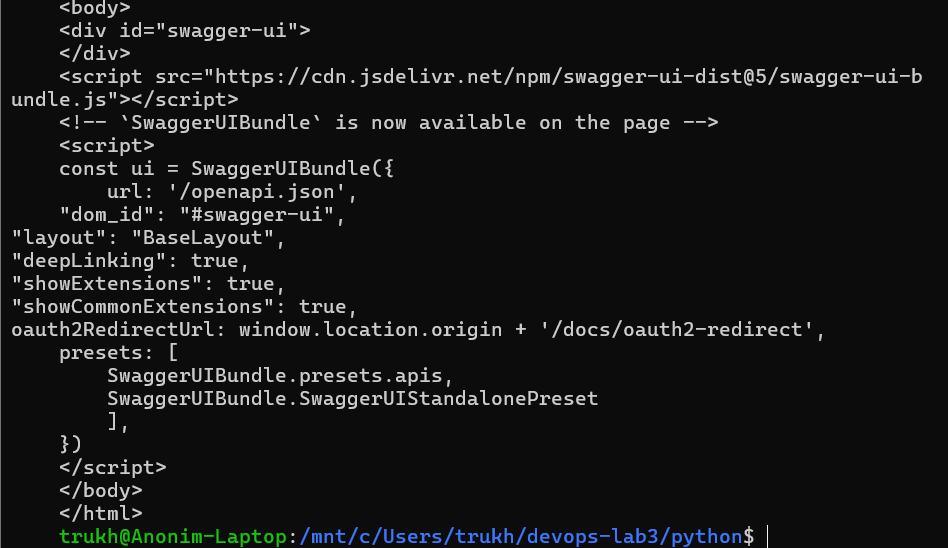 <body>
<div id="swagger-ui">
</div>
<script src="https://cdn.jsdelivr.net/npm/swagger-ui-dist@5/swagger-ui-b
undle.js"></script>
<!-- `SwaggerUIBundle` is now available on the page -->
<script>
const ui = SwaggerUIBundle({
url: '/openapi.json',
"dom_id": "#swagger-ui",
"layout": "BaseLayout",
"deepLinking": true,
"showExtensions": true,
"showCommonExtensions": true,
oauth2RedirectUrl: window.location.origin + '/docs/oauth2-redirect',
presets: [
SwaggerUIBundle.presets.apis,
SwaggerUIBundle.SwaggerUIStandalonePreset
],
})
</script>
</body>
</html>
trukh@Anonim-Laptop:/mnt/c/Users/trukh/devops-lab3/python$